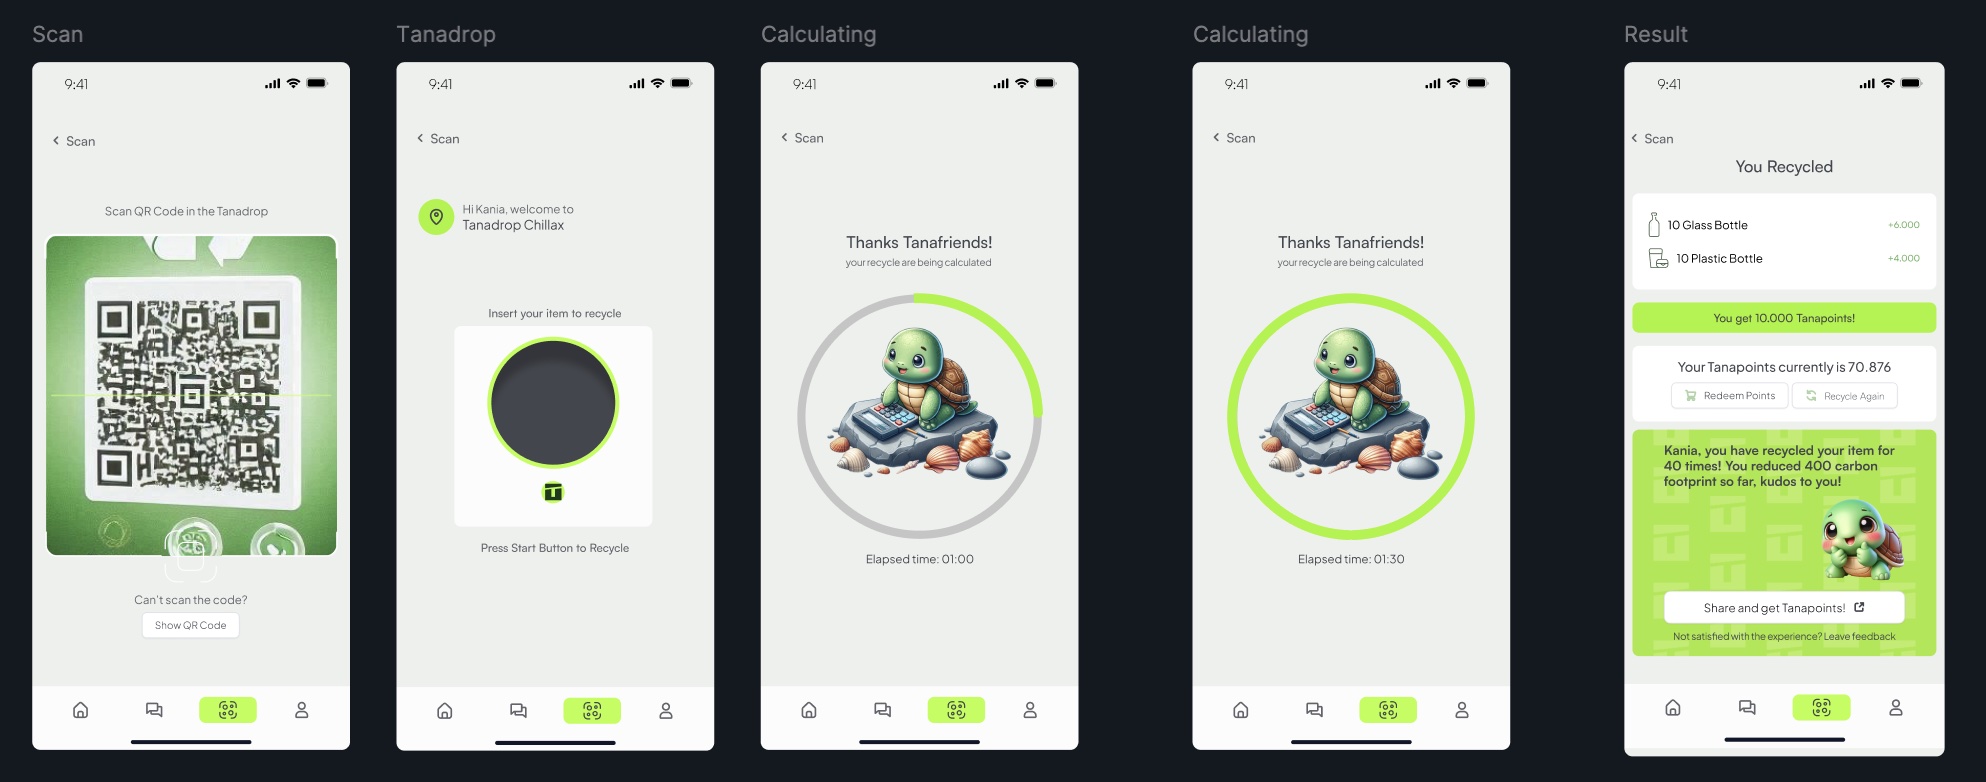 Scan
9:41
Scan
Scan QR Code in the Tanadrop
Can't scan the code?
Show QR Code
Tanadrop
9:41
Scan
Hi Kania, welcome to
Tanadrop Chillax
Insert your item to recycle
T
Press Start Button to Recycle
Calculating
9:41
Scan
Thanks Tanafriends!
your recycle are being calculated
Elapsed time: 01:00
Calculating
9:41
Scan
Thanks Tanafriends!
your recycle are being calculated
Elapsed time: 01:30
Result
9:41
Scan
You Recycled
10 Glass Bottle +6.000
10 Plastic Bottle +4.000
You get 10.000 Tanapoints!
Your Tanapoints currently is 70.876
Redeem Points Recycle Again
Kania, you have recycled your item for
40 times! You reduced 400 carbon
footprint so far, kudos to you!
Share and get Tanapoints!
Not satisfied with the experience? Leave feedback